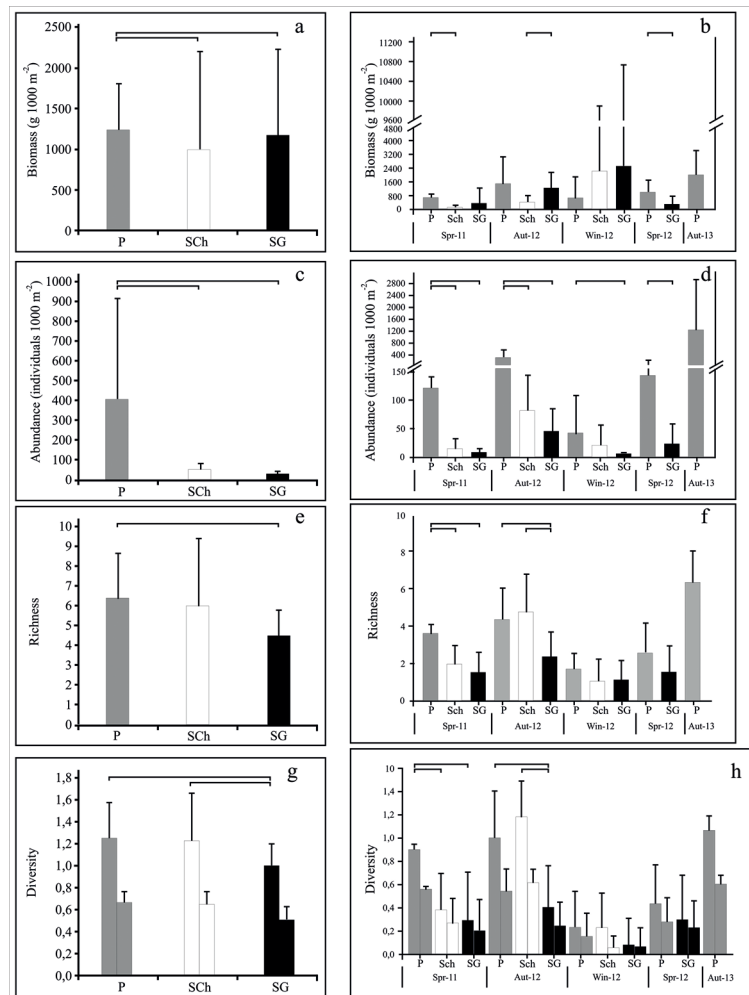 a
2500
2000
1500
1000
500
0
Biomass (g 1000 m⁻²)
P SCh SG
b
11200
10800
10400
10000
9600
4800
3200
1600
800
0
Biomass (g 1000 m⁻²)
P Sch SG P Sch SG P Sch SG P SG P
Spr-11 Aut-12 Win-12 Spr-12 Aut-13
c
1000
900
800
700
600
500
400
300
200
100
0
Abundance (individuals 1000 m⁻²)
P SCh SG
d
2800
2400
2000
1600
1200
800
400
150
100
50
0
Abundance (individuals 1000 m⁻²)
P Sch SG P Sch SG P Sch SG P SG P
Spr-11 Aut-12 Win-12 Spr-12 Aut-13
e
10
9
8
7
6
5
4
3
2
1
0
Richness
P SCh SG
f
10
8
6
4
2
0
Richness
P Sch SG P Sch SG P Sch SG P SG P
Spr-11 Aut-12 Win-12 Spr-12 Aut-13
g
1,8
1,6
1,4
1,2
1,0
0,8
0,6
0,4
0,2
0,0
Diversity
P SCh SG
h
10
1,0
0,6
0,4
0,2
0,0
Diversity
P Sch SG P Sch SG P Sch SG P SG P
Spr-11 Aut-12 Win-12 Spr-12 Aut-13